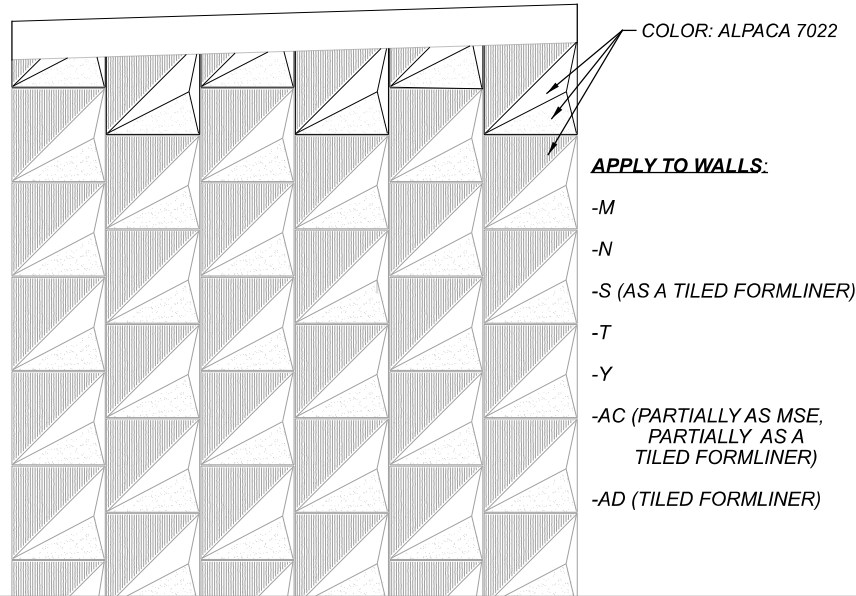 COLOR: ALPACA 7022
APPLY TO WALLS:
-M
-N
-S (AS A TILED FORMLINER)
-T
-Y
-AC (PARTIALLY AS MSE,
PARTIALLY AS A
TILED FORMLINER)
-AD (TILED FORMLINER)